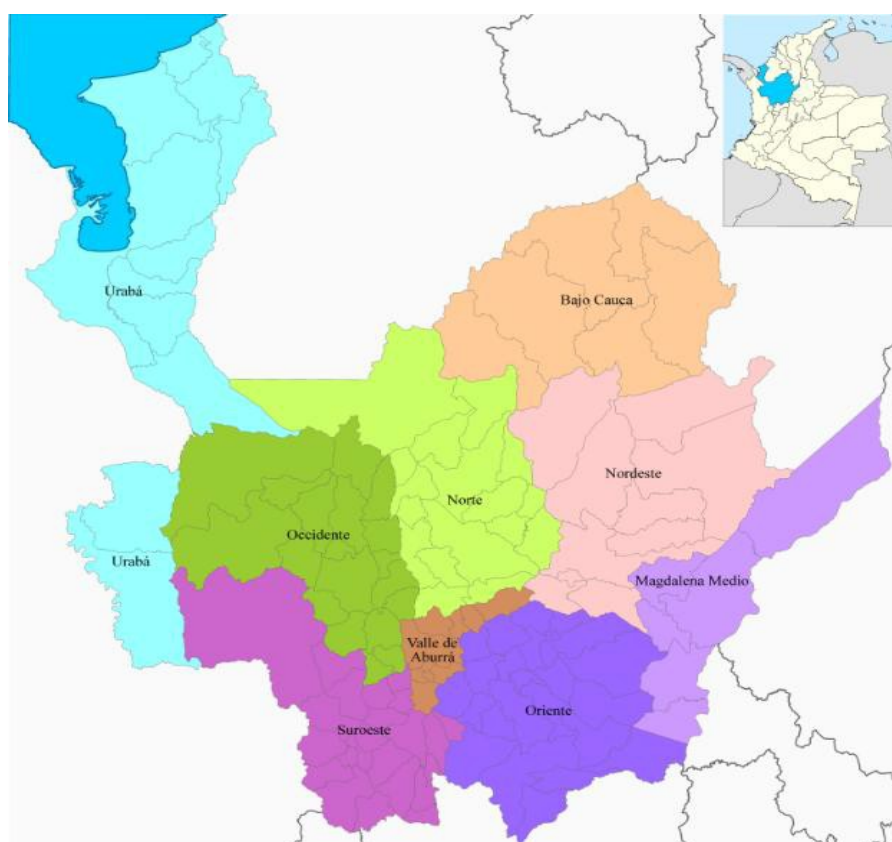 Urabá
Bajo Cauca
Nordeste
Norte
Occidente
Urabá
Magdalena Medio
Valle de
Aburrá
Oriente
Suroeste